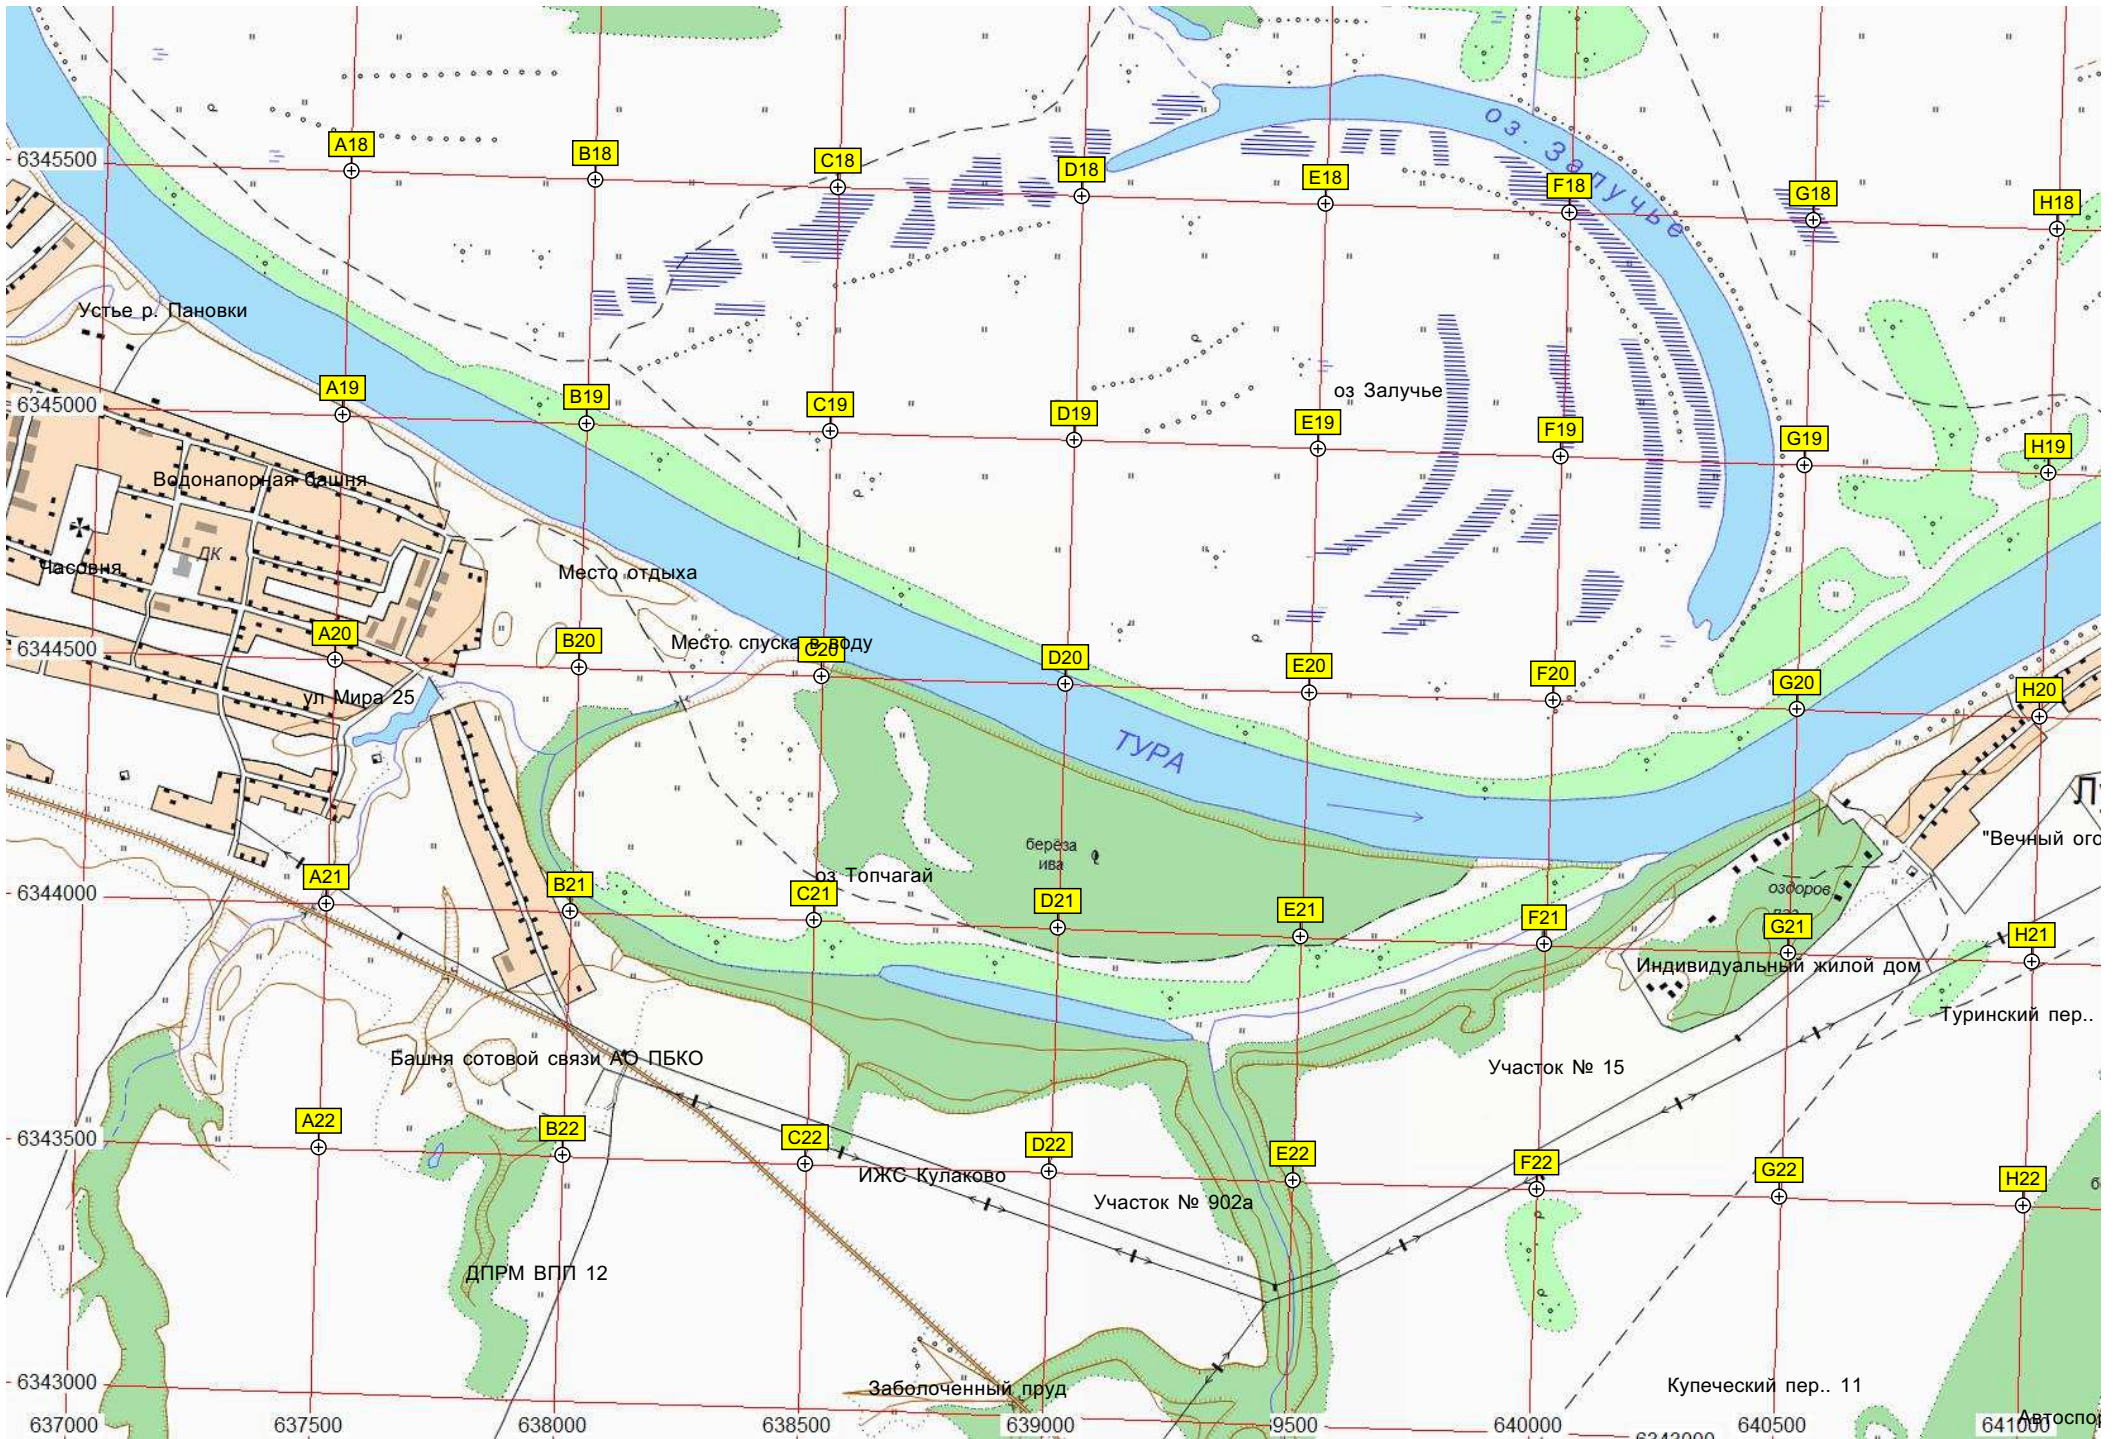 A18
B18
C18
D18
E18
F18
G18
H18
6345500
оз. Залучье
Устье р. Пановки
A19
B19
C19
D19
E19
F19
G19
H19
6345000
оз Залучье
Водонапорная башня
ДК
Часовня
Место отдыха
A20
B20
C20
D20
E20
F20
G20
H20
6344500
Место спуска в воду
ул Мира 25
ТУРА
берёза
ива
"Вечный ого
оз Топчагай
оздоров
A21
B21
C21
D21
E21
F21
G21
H21
6344000
Индивидуальный жилой дом
Туринский пер..
Башня сотовой связи АО ПБКО
Участок № 15
A22
B22
C22
D22
E22
F22
G22
H22
6343500
ИЖС Кулаково
Участок № 902а
ДПРМ ВПП 12
Заболоченный пруд
Купеческий пер.. 11
6343000
637000
637500
638000
638500
639000
9500
640000
640500
641000
Автоспор